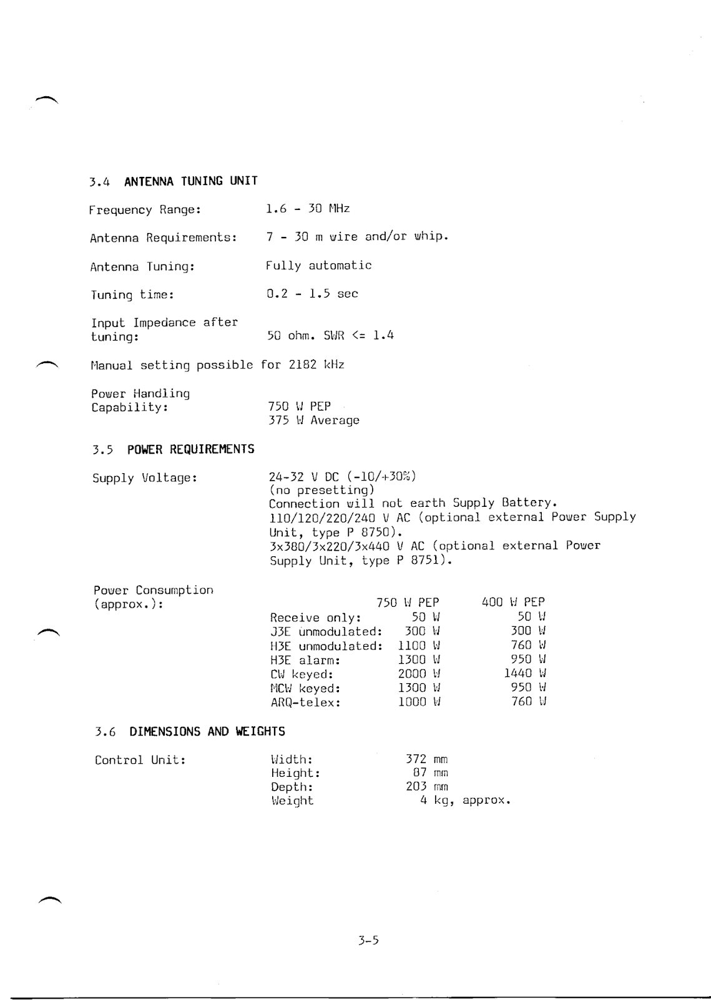 3.4 ANTENNA TUNING UNIT
Frequency Range: 1.6 - 30 MHz
Antenna Requirements: 7 - 30 m wire and/or whip.
Antenna Tuning: Fully automatic
Tuning time: 0.2 - 1.5 sec
Input Impedance after
tuning: 50 ohm. SWR <= 1.4
Manual setting possible for 2182 kHz
Power Handling
Capability: 750 W PEP
375 W Average
3.5 POWER REQUIREMENTS
Supply Voltage: 24-32 V DC (-10/+30%)
(no presetting)
Connection will not earth Supply Battery.
110/120/220/240 V AC (optional external Power Supply
Unit, type P 8750).
3x380/3x220/3x440 V AC (optional external Power
Supply Unit, type P 8751).
Power Consumption
(approx.): 750 W PEP 400 W PEP
Receive only: 50 W 50 W
J3E unmodulated: 300 W 300 W
H3E unmodulated: 1100 W 760 W
H3E alarm: 1300 W 950 W
CW keyed: 2000 W 1440 W
MCW keyed: 1300 W 950 W
ARQ-telex: 1000 W 760 W
3.6 DIMENSIONS AND WEIGHTS
Control Unit: Width: 372 mm
Height: 87 mm
Depth: 203 mm
Weight 4 kg, approx.
3-5